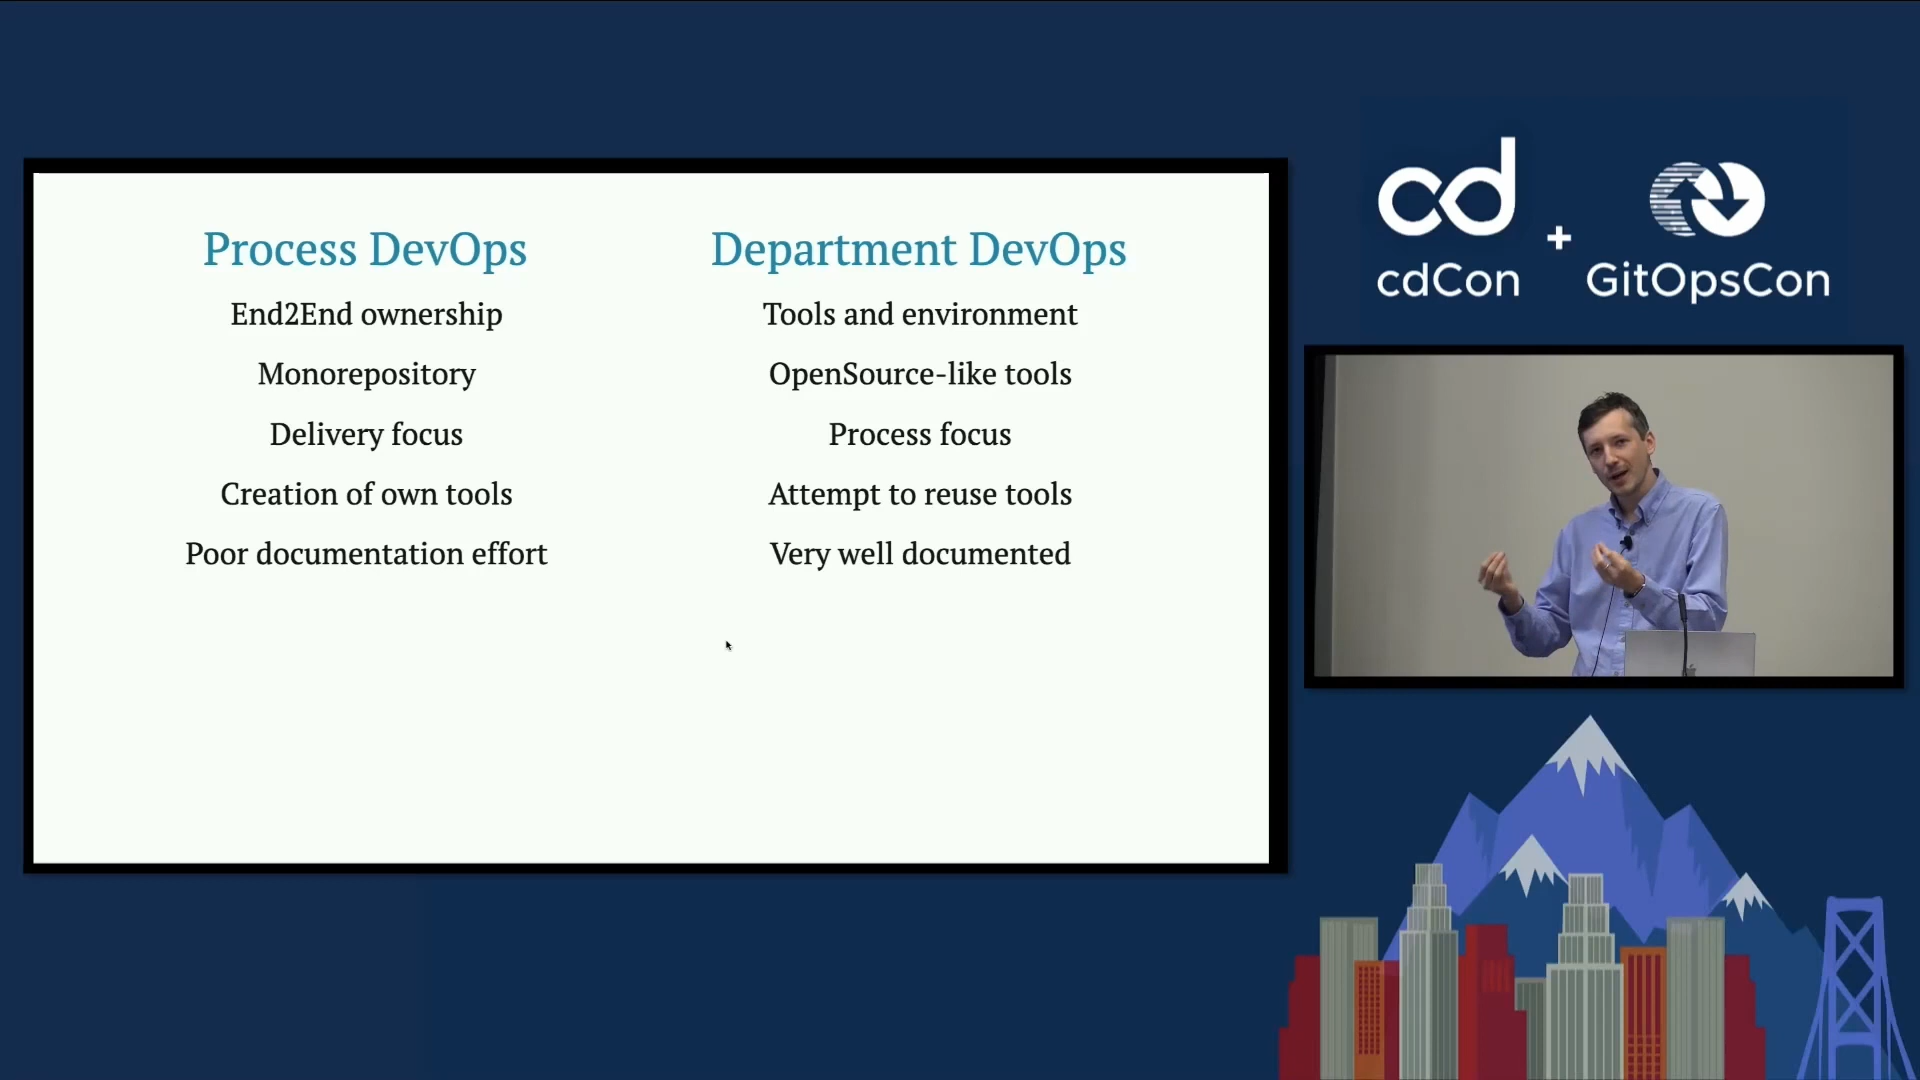 Process DevOps
End2End ownership
Monorepository
Delivery focus
Creation of own tools
Poor documentation effort
Department DevOps
Tools and environment
OpenSource-like tools
Process focus
Attempt to reuse tools
Very well documented
cd
cdCon
+
GitOpsCon